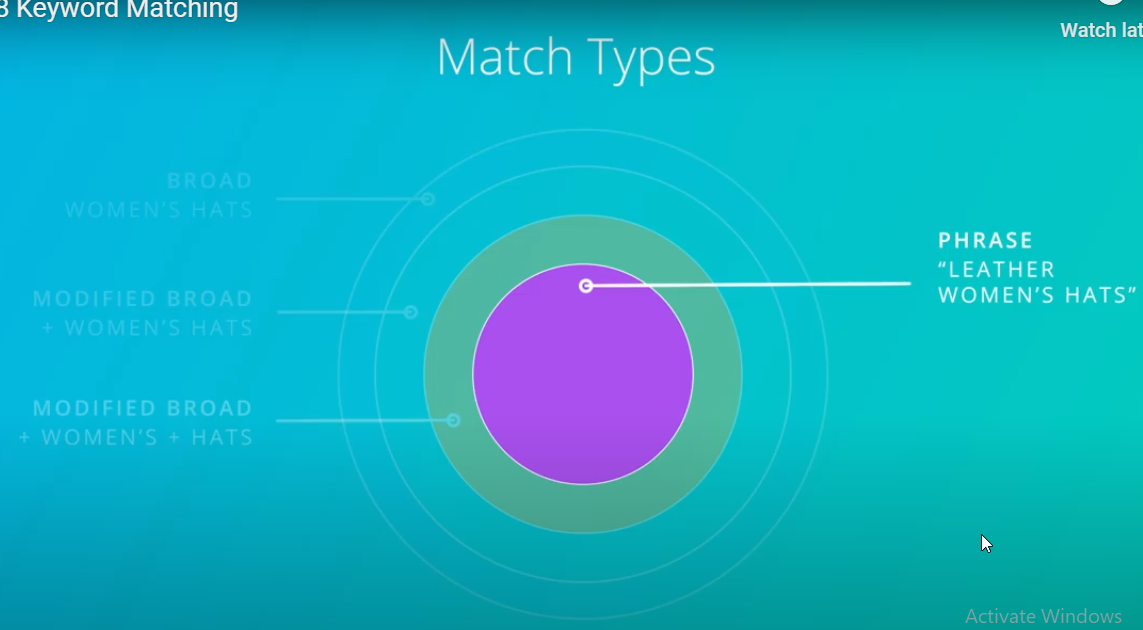 8 Keyword Matching
Watch lat
Match Types
BROAD
WOMEN'S HATS
MODIFIED BROAD
+ WOMEN'S HATS
MODIFIED BROAD
+ WOMEN'S + HATS
PHRASE
“LEATHER
WOMEN'S HATS”
Activate Windows